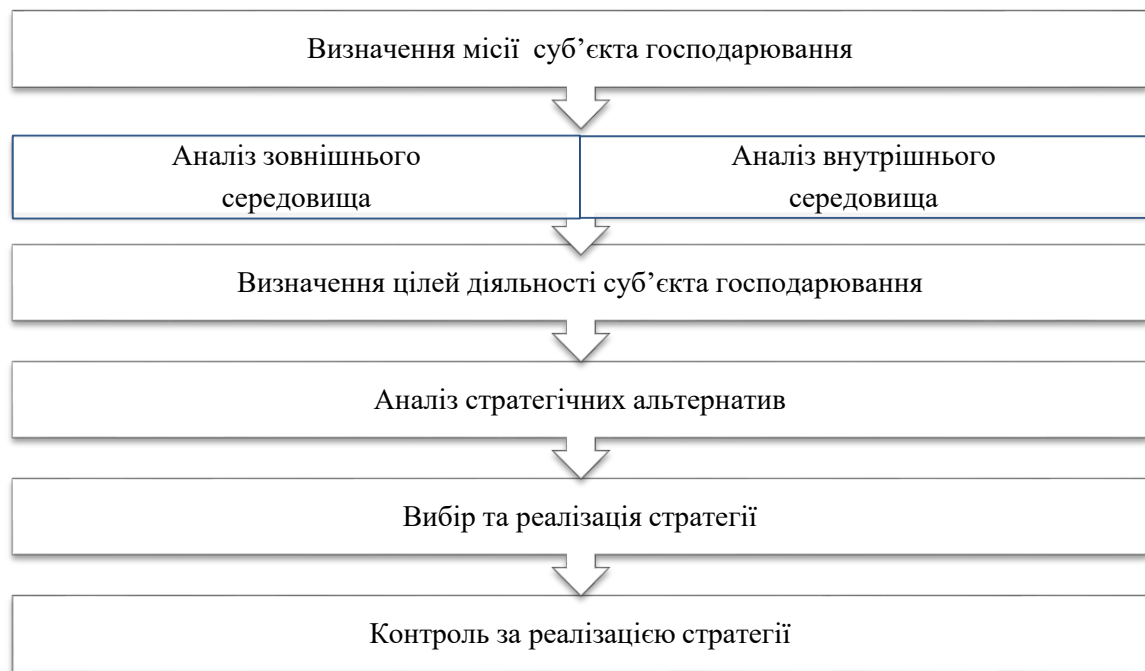 Визначення місії суб’єкта господарювання
Аналіз зовнішнього
середовища
Аналіз внутрішнього
середовища
Визначення цілей діяльності суб’єкта господарювання
Аналіз стратегічних альтернатив
Вибір та реалізація стратегії
Контроль за реалізацією стратегії